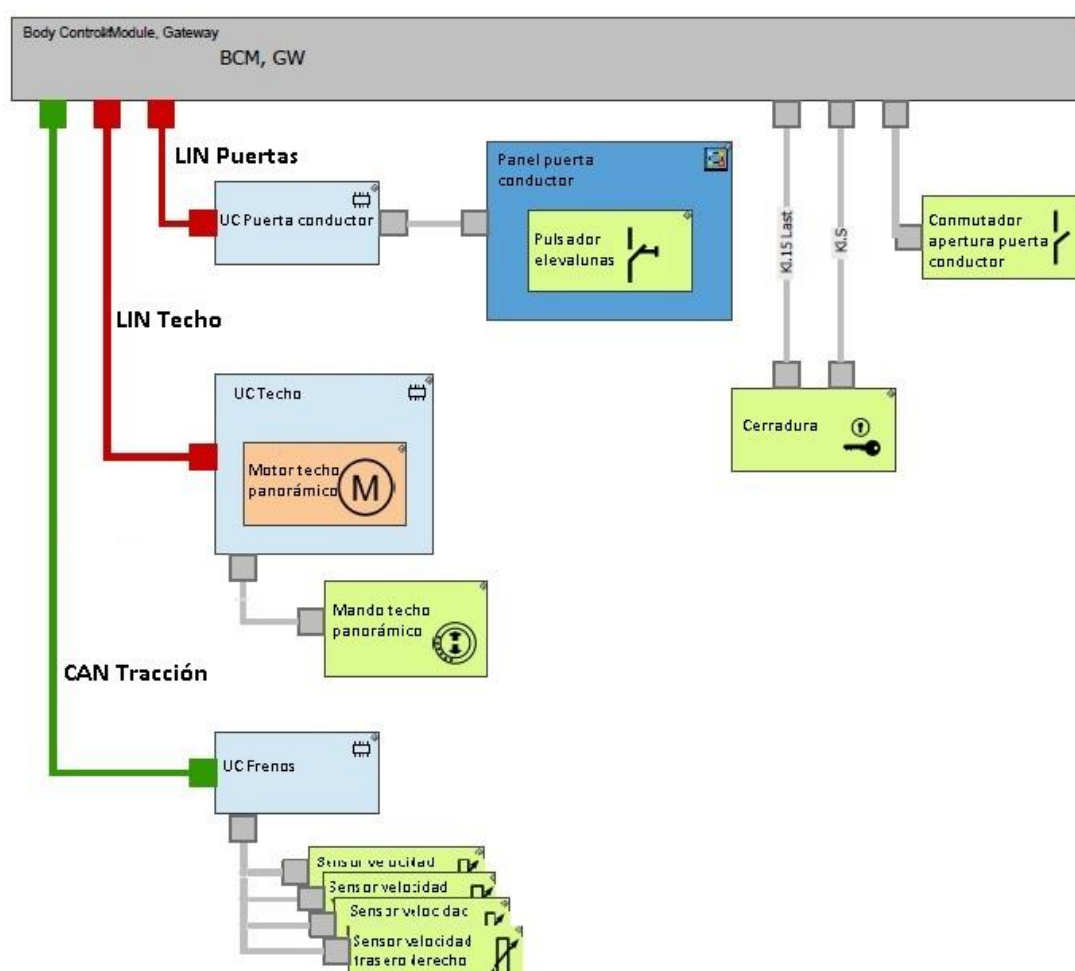 Body Control Module, Gateway
BCM, GW
LIN Puertas
UC Puerta conductor
Panel puerta
conductor
Pulsador
elevalunas
Kl.15 Last
Kl.S
Conmutador
apertura puerta
conductor
LIN Techo
UC Techo
Motor techo
panorámico
M
Cerradura
Mando techo
panorámico
CAN Tracción
UC Frenos
Sensor velocidad
Sensor velocidad
Sensor velocidad
Sensor velocidad
trasero derecho